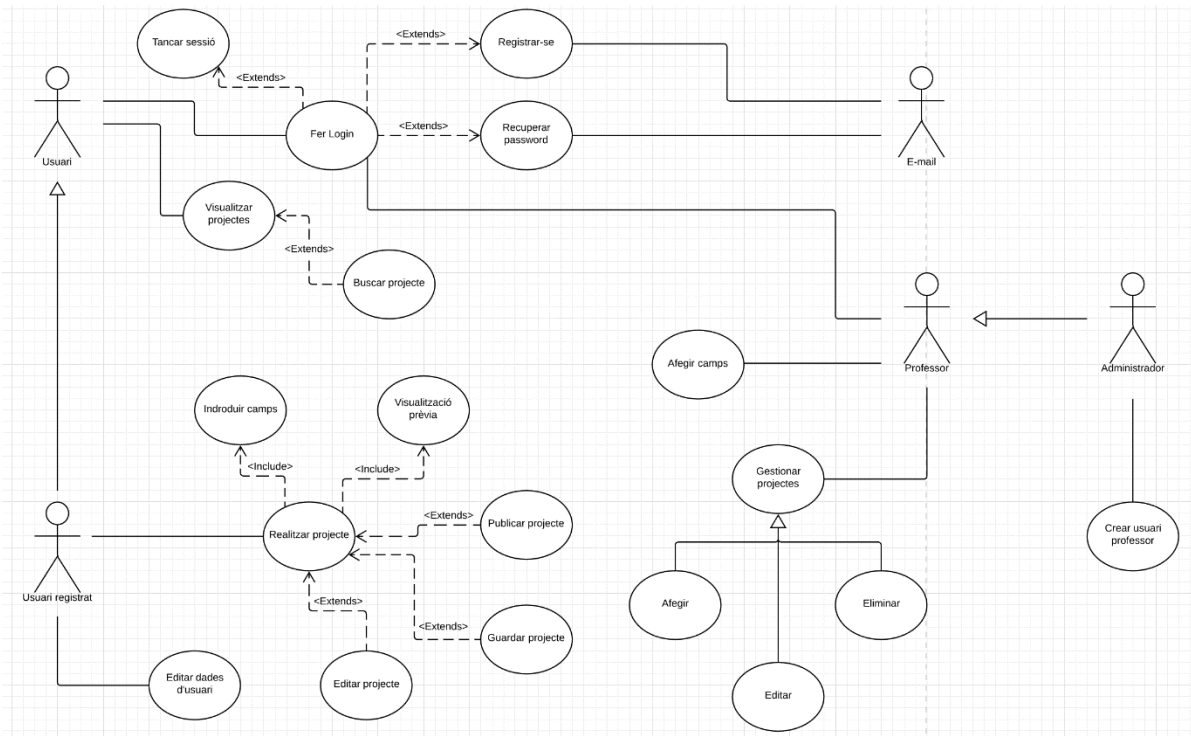 Tancar sessió
<Extends>
Registrar-se
<Extends>
Fer Login
<Extends>
Recuperar
password
Usuari
E-mail
Visualitzar
projectes
<Extends>
Buscar projecte
Afegir camps
Professor
Administrador
Indroduir camps
Visualització
prèvia
<Include>
<Include>
Gestionar
projectes
Realitzar projecte
<Extends>
Publicar projecte
Crear usuari
professor
Usuari registrat
<Extends>
Afegir
Eliminar
<Extends>
Guardar projecte
Editar dades
d'usuari
Editar projecte
Editar